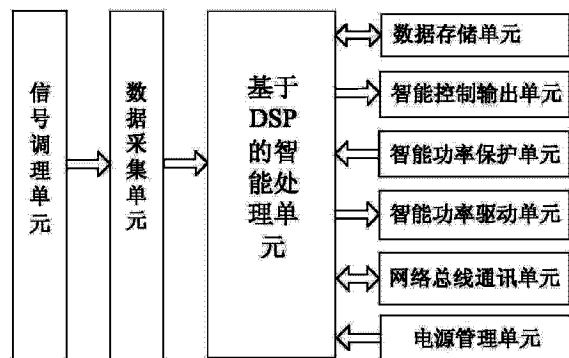 信号调理单元
数据采集单元
基于
DSP
的智
能处
理单
元
数据存储单元
智能控制输出单元
智能功率保护单元
智能功率驱动单元
网络总线通讯单元
电源管理单元